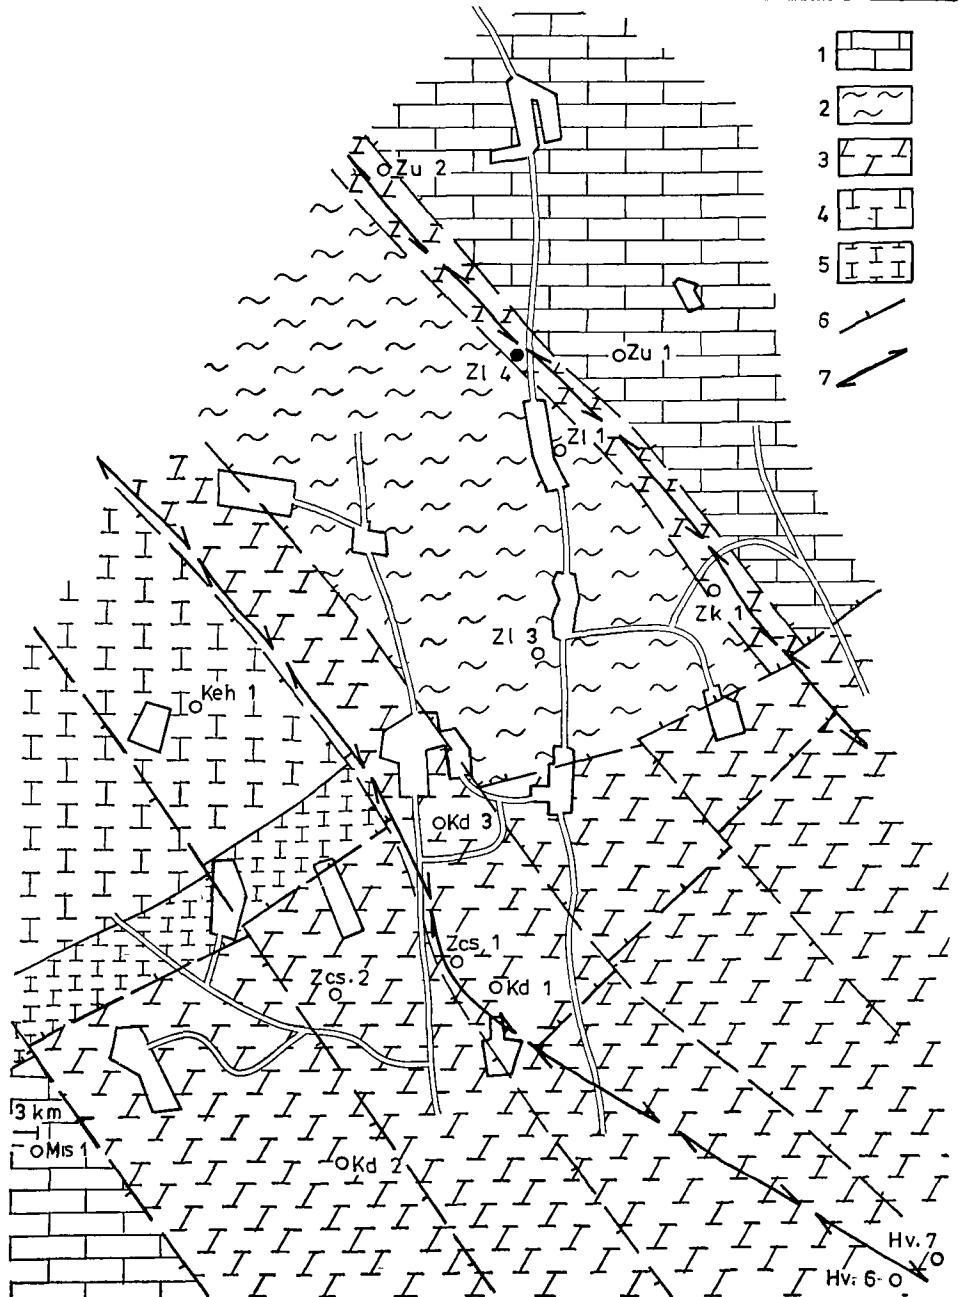 1
2
3
4
5
6
7
Zu 2
Zu 1
Zl 4
Zl 1
Zk 1
Zl 3
Keh 1
Kd 3
Zcs. 1
Zcs. 2
Kd 1
3 km
Mis 1
Kd 2
Hv. 7
Hv. 6